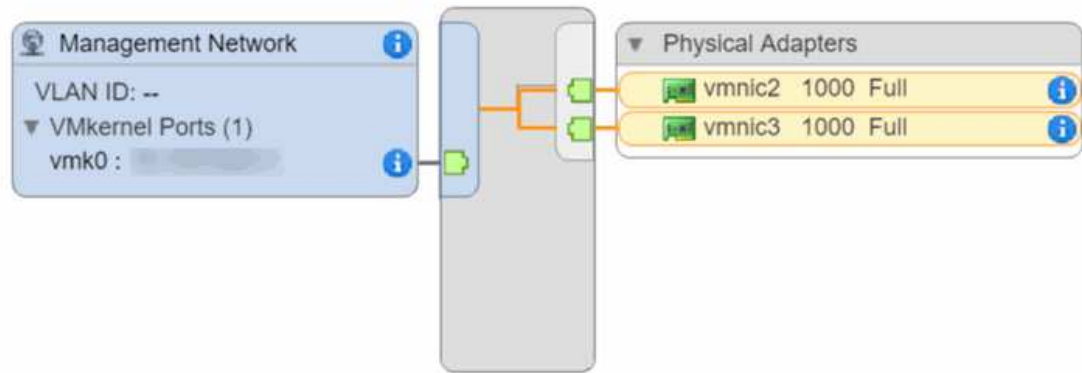 Management Network
VLAN ID: --
VMkernel Ports (1)
vmk0 :
Physical Adapters
vmnic2 1000 Full
vmnic3 1000 Full